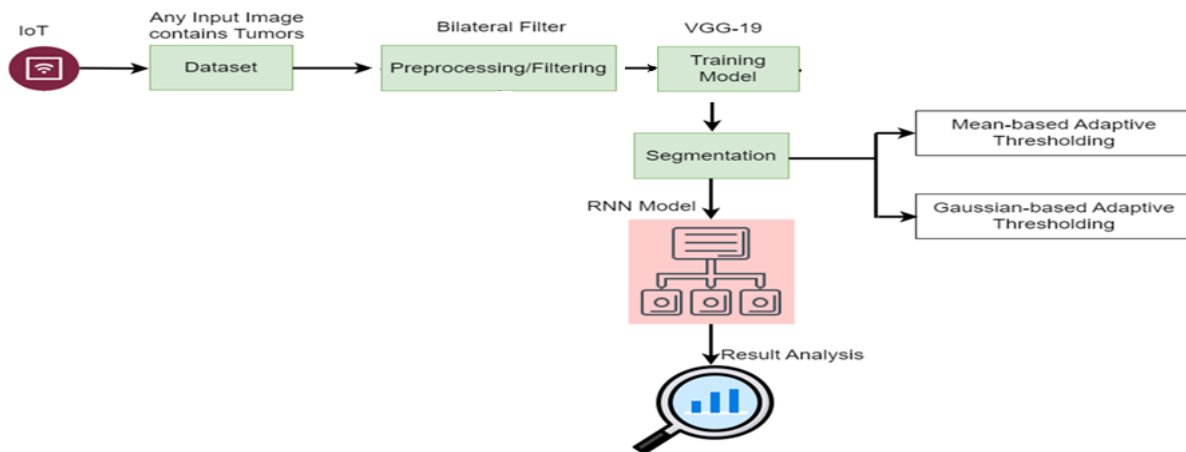 IoT
Any Input Image
contains Tumors
Dataset
Bilateral Filter
Preprocessing/Filtering
VGG-19
Training
Model
Segmentation
Mean-based Adaptive
Thresholding
Gaussian-based Adaptive
Thresholding
RNN Model
Result Analysis